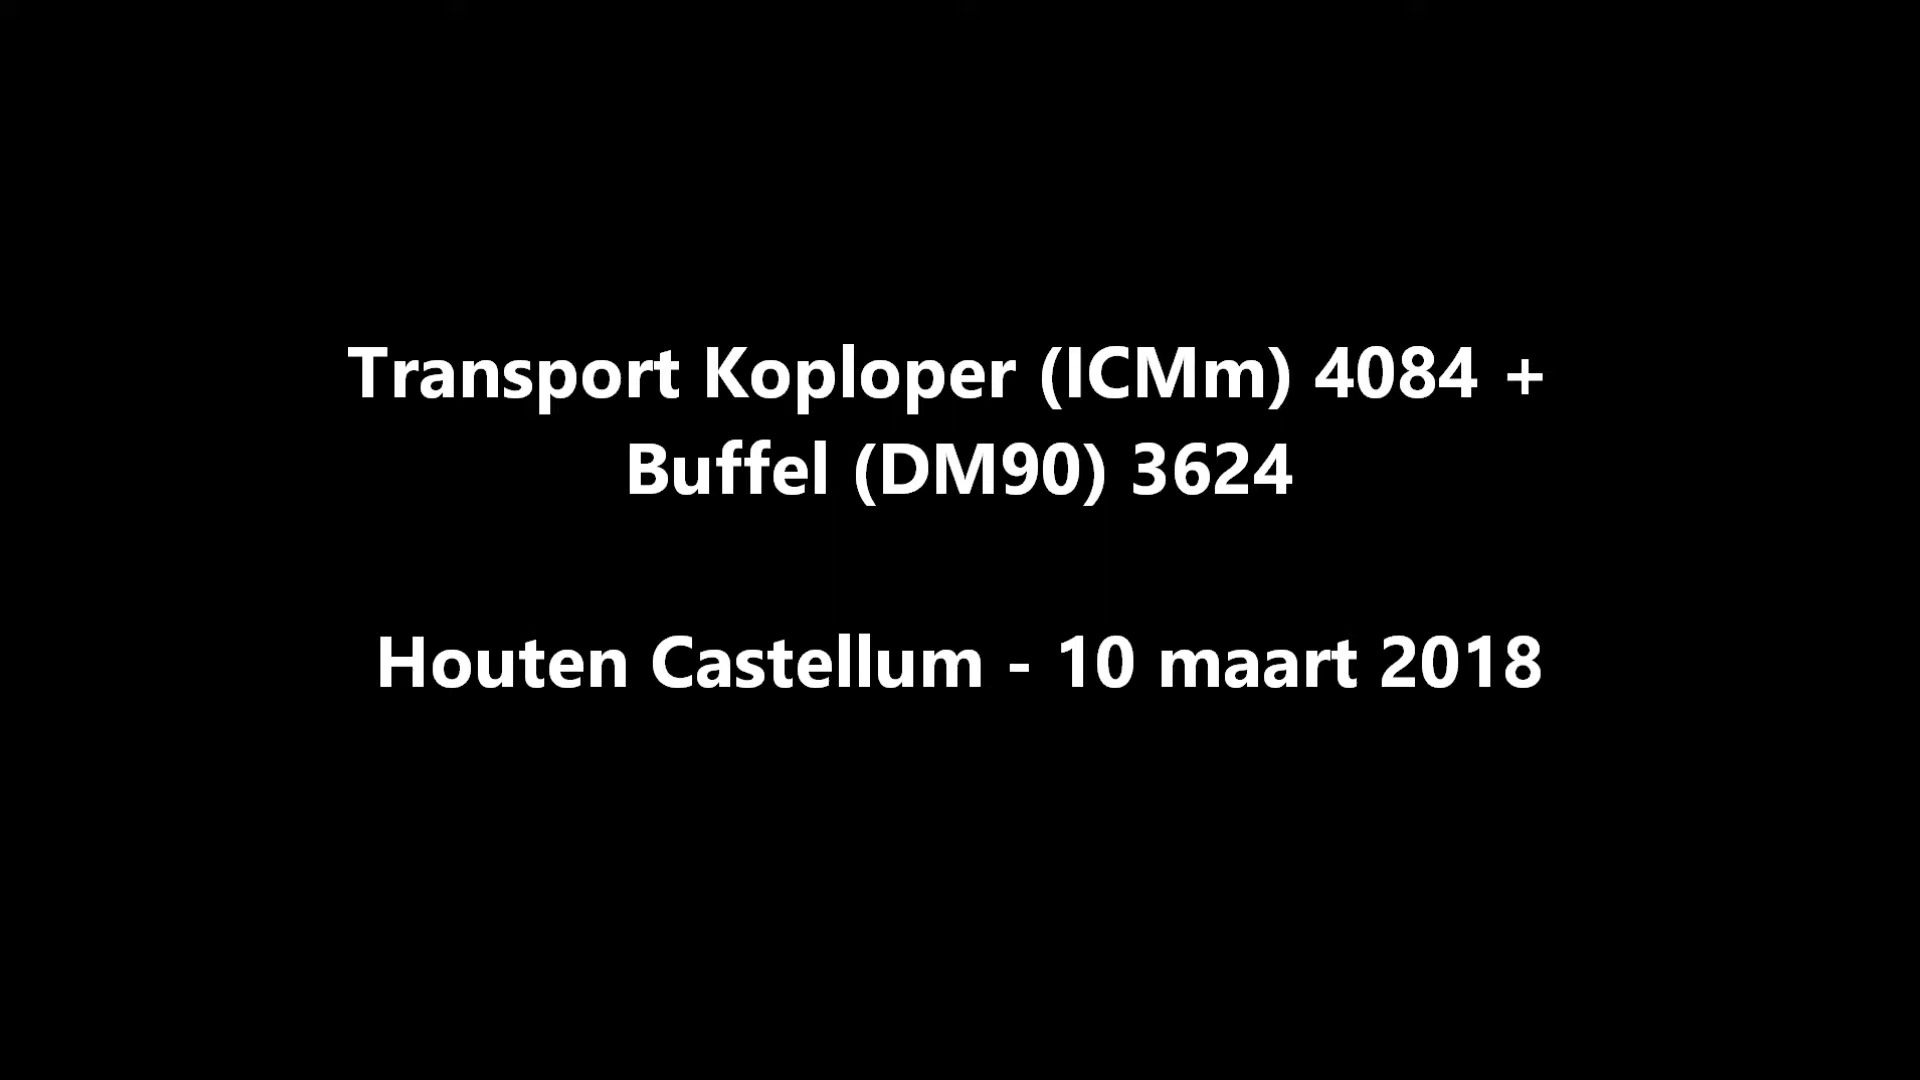 Transport Koploper (ICMm) 4084 +
Buffel (DM90) 3624
Houten Castellum - 10 maart 2018